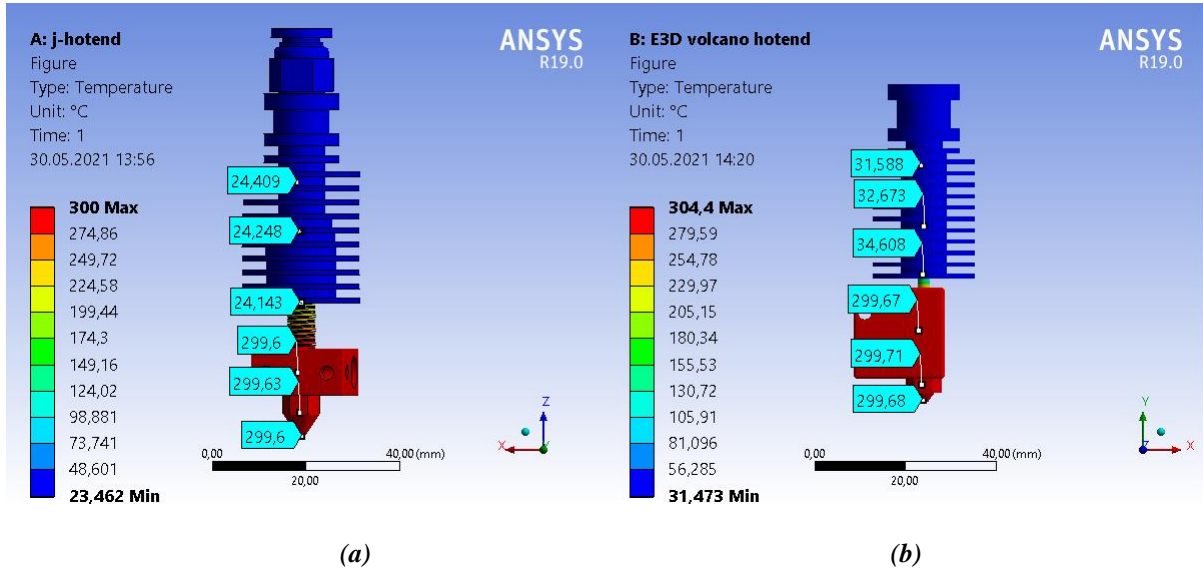 A: j-hotend
Figure
Type: Temperature
Unit: °C
Time: 1
30.05.2021 13:56
ANSYS
R19.0
300 Max
274,86
249,72
224,58
199,44
174,3
149,16
124,02
98,881
73,741
48,601
23,462 Min
24,409
24,248
24,143
299,6
299,63
299,6
Z
X
Y
0,00
40,00 (mm)
20,00
(a)
B: E3D volcano hotend
Figure
Type: Temperature
Unit: °C
Time: 1
30.05.2021 14:20
ANSYS
R19.0
304,4 Max
279,59
254,78
229,97
205,15
180,34
155,53
130,72
105,91
81,096
56,285
31,473 Min
31,588
32,673
34,608
299,67
299,71
299,68
Y
Z
X
0,00
40,00 (mm)
20,00
(b)